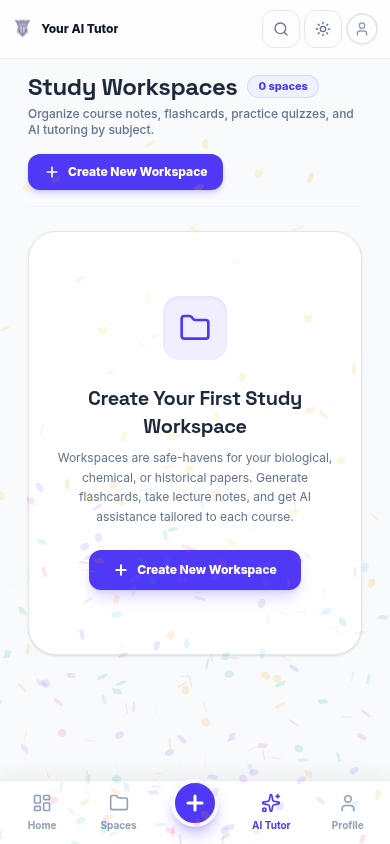 Your AI Tutor
Study Workspaces
0 spaces
Organize course notes, flashcards, practice quizzes, and
AI tutoring by subject.
Create New Workspace
Create Your First Study
Workspace
Workspaces are safe-havens for your biological,
chemical, or historical papers. Generate
flashcards, take lecture notes, and get AI
assistance tailored to each course.
Create New Workspace
Home
Spaces
AI Tutor
Profile